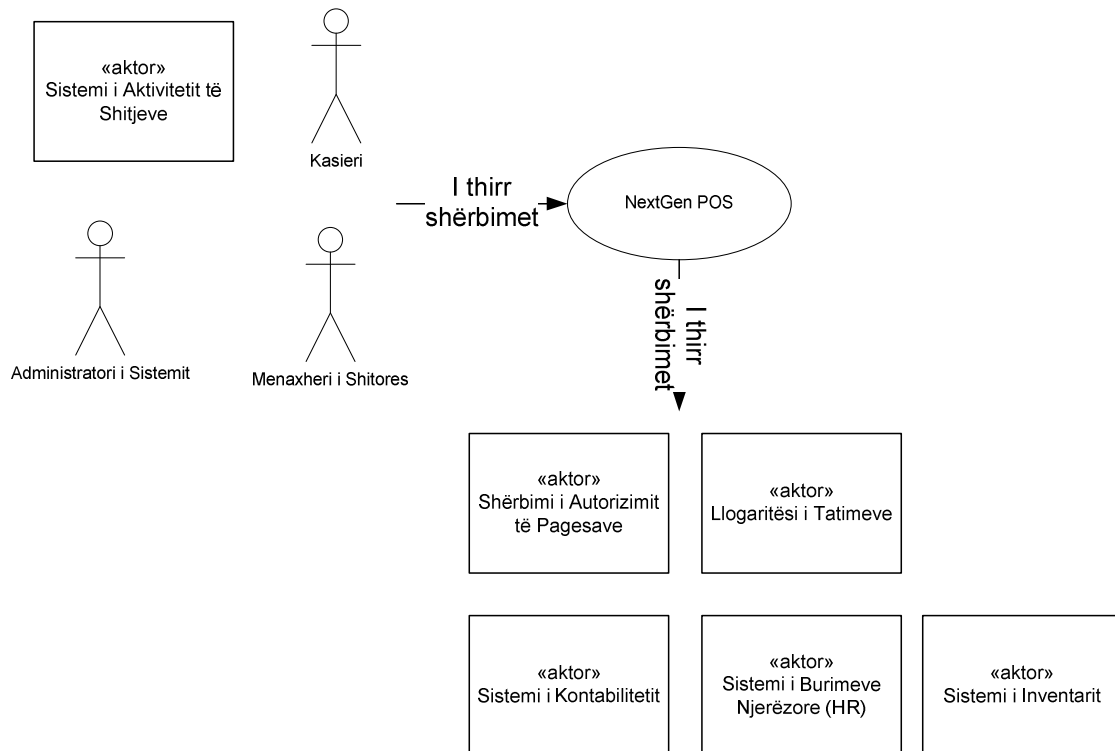 «aktor»
Sistemi i Aktivitetit të
Shitjeve
Kasieri
I thirr
shërbimet
NextGen POS
Administratori i Sistemit
Menaxheri i Shitores
I thirr
shërbimet
«aktor»
Shërbimi i Autorizimit
të Pagesave
«aktor»
Llogaritësi i Tatimeve
«aktor»
Sistemi i Kontabilitetit
«aktor»
Sistemi i Burimeve
Njerëzore (HR)
«aktor»
Sistemi i Inventarit